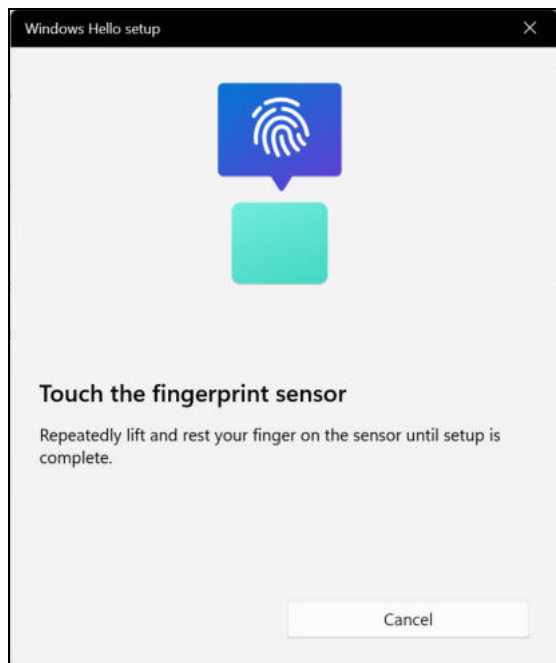 Windows Hello setup
Touch the fingerprint sensor
Repeatedly lift and rest your finger on the sensor until setup is
complete.
Cancel